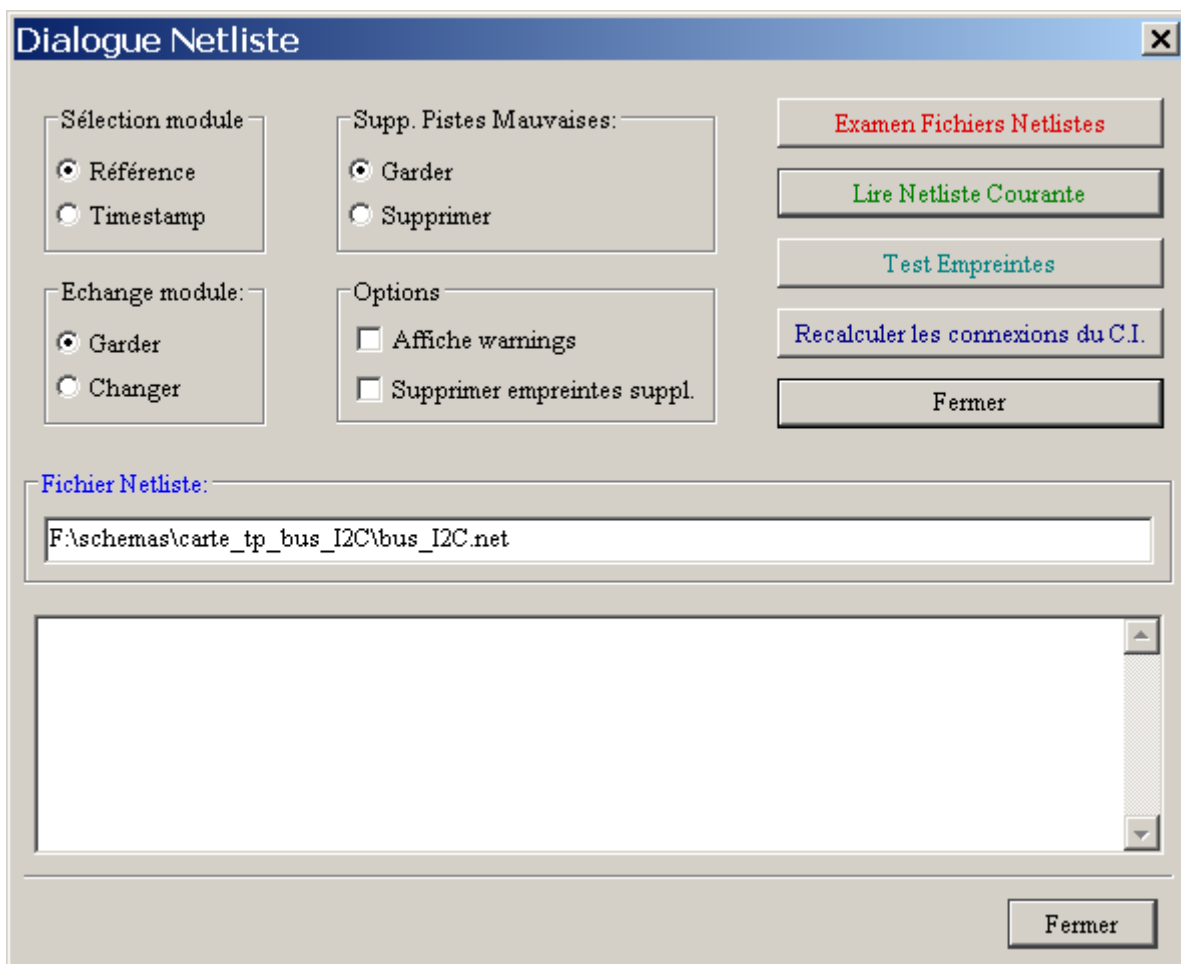 Dialogue Netliste
Sélection module
Référence
Timestamp
Supp. Pistes Mauvaises:
Garder
Supprimer
Examen Fichiers Netlistes
Lire Netliste Courante
Test Empreintes
Recalculer les connexions du C.I.
Fermer
Echange module:
Garder
Changer
Options
Affiche warnings
Supprimer empreintes suppl.
Fichier Netliste:
F:\schemas\carte_tp_bus_I2C\bus_I2C.net
Fermer